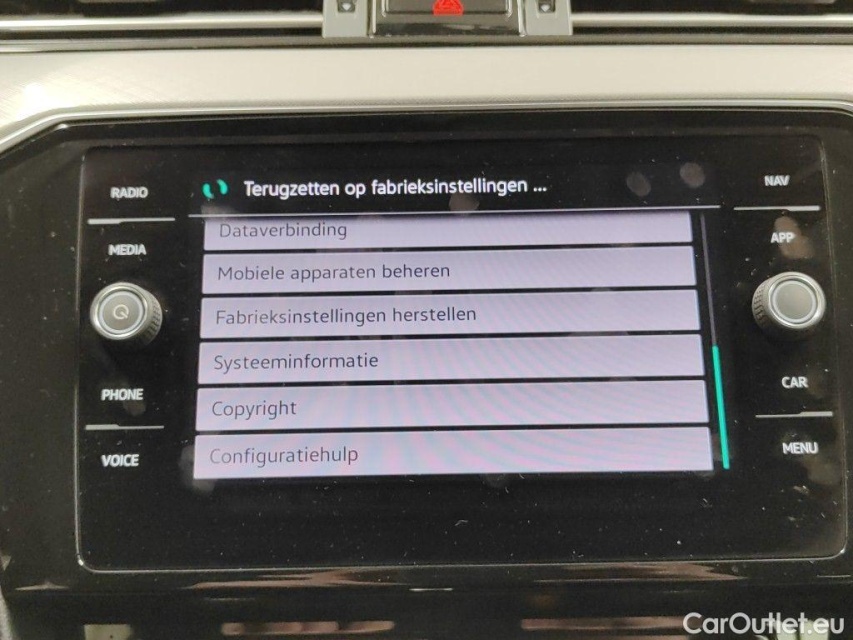 RADIO
MEDIA
PHONE
VOICE
Terugzetten op fabrieksinstellingen ...
Dataverbinding
Mobiele apparaten beheren
Fabrieksinstellingen herstellen
Systeeminformatie
Copyright
Configuratiehulp
NAV
APP
CAR
MENU
CarOutlet.eu